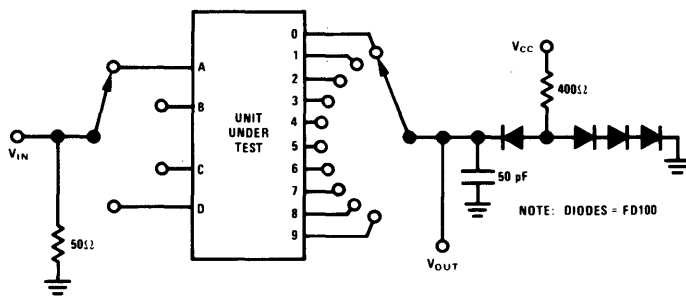 0
1
2
3
4
5
6
7
8
9
A
B
C
D
UNIT
UNDER
TEST
VIN
50Ω
VCC
400Ω
50 pF
NOTE: DIODES = FD100
VOUT